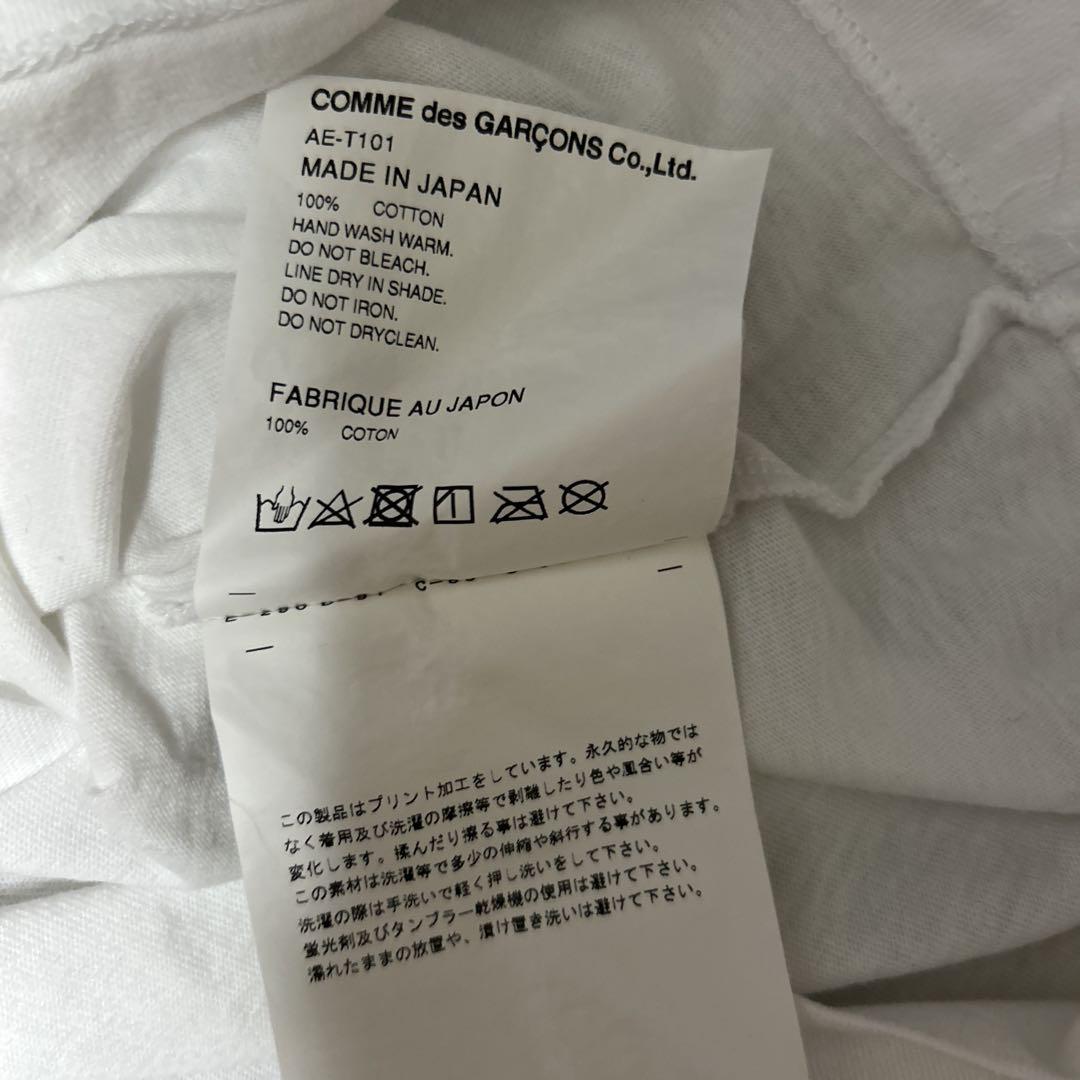 COMME des GARÇONS Co.,Ltd.
AE-T101
MADE IN JAPAN
100% COTTON
HAND WASH WARM.
DO NOT BLEACH.
LINE DRY IN SHADE.
DO NOT IRON.
DO NOT DRYCLEAN.
FABRIQUE AU JAPON
100% COTON
この製品はプリント加工をしています。永久的な物では
なく着用及び洗濯の摩擦等で剥離したり色や風合い等が
変化します。揉んだり擦る事は避けて下さい。
この素材は洗濯等で多少の伸縮や斜行する事があります。
洗濯の際は手洗いで軽く押し洗いをして下さい。
蛍光剤及びタンブラー乾燥機の使用は避けて下さい。
濡れたままの放置や、漬け置き洗いは避けて下さい。